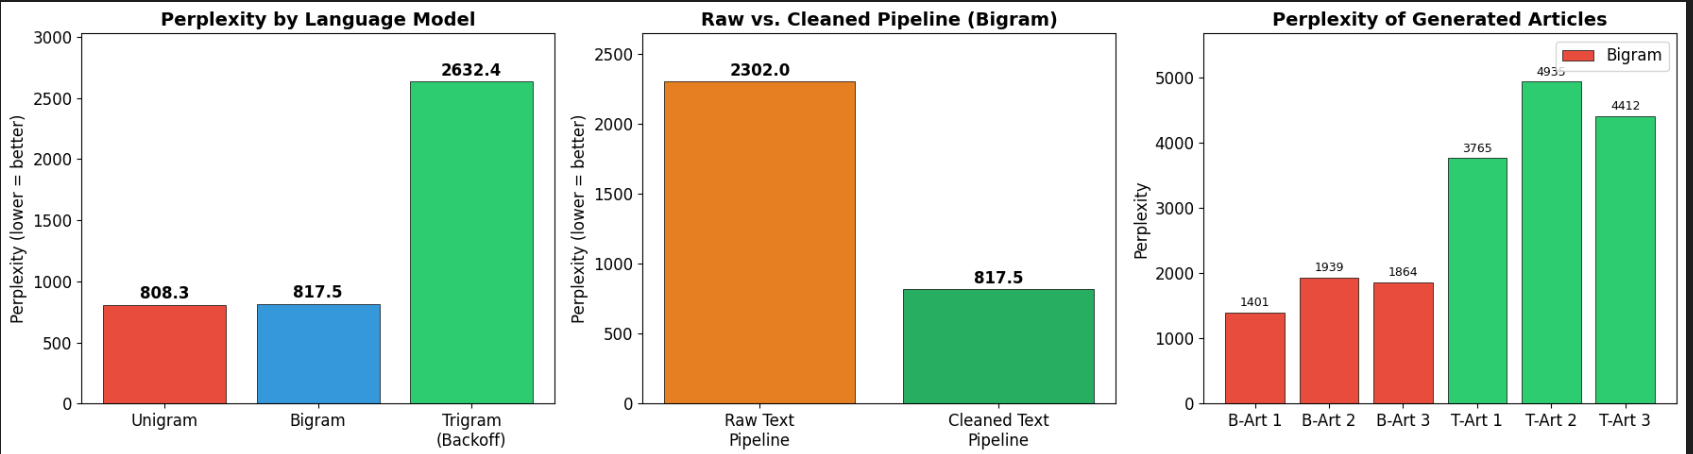 Perplexity by Language Model
Perplexity (lower = better)
3000
2500
2000
1500
1000
500
0
808.3
817.5
2632.4
Unigram
Bigram
Trigram
(Backoff)
Raw vs. Cleaned Pipeline (Bigram)
Perplexity (lower = better)
2500
2000
1500
1000
500
0
2302.0
817.5
Raw Text
Pipeline
Cleaned Text
Pipeline
Perplexity of Generated Articles
Perplexity
5000
4000
3000
2000
1000
0
Bigram
1401
1939
1864
3765
4935
4412
B-Art 1
B-Art 2
B-Art 3
T-Art 1
T-Art 2
T-Art 3